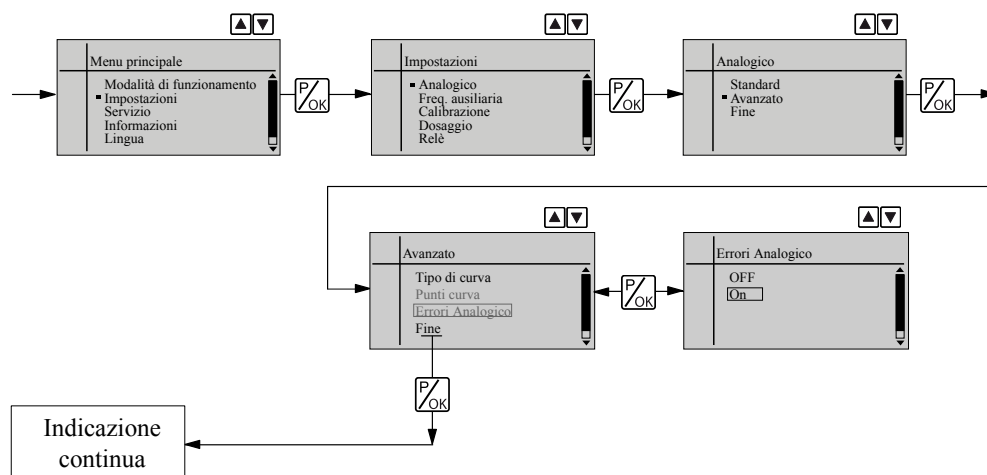 Menu principale
Modalità di funzionamento
Impostazioni
Servizio
Informazioni
Lingua
P/OK
Impostazioni
Analogico
Freq. ausiliaria
Calibrazione
Dosaggio
Relè
P/OK
Analogico
Standard
Avanzato
Fine
P/OK
Avanzato
Tipo di curva
Punti curva
Errori Analogico
Fine
P/OK
Errori Analogico
OFF
On
P/OK
Indicazione
continua